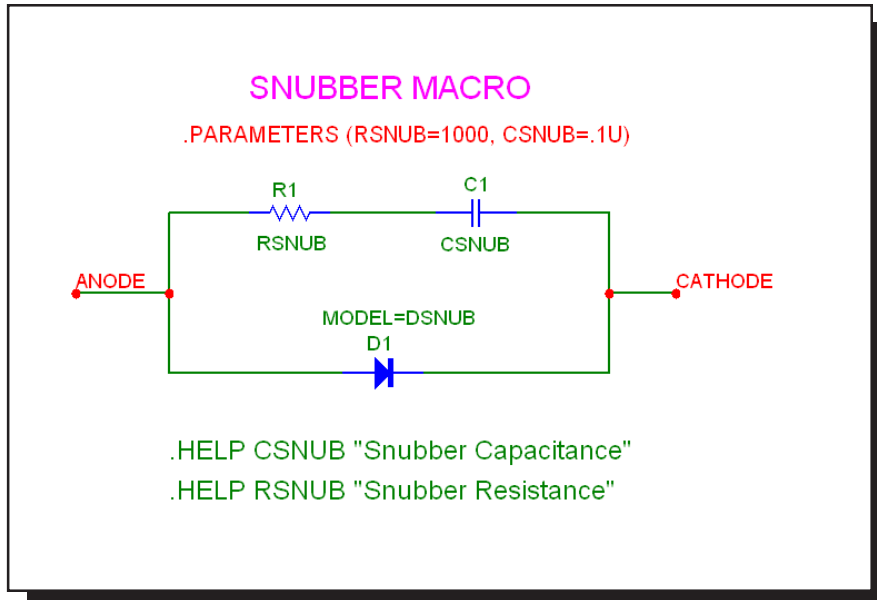 SNUBBER MACRO
.PARAMETERS (RSNUB=1000, CSNUB=.1U)
R1
C1
RSNUB
CSNUB
ANODE
CATHODE
MODEL=DSNUB
D1
.HELP CSNUB "Snubber Capacitance"
.HELP RSNUB "Snubber Resistance"